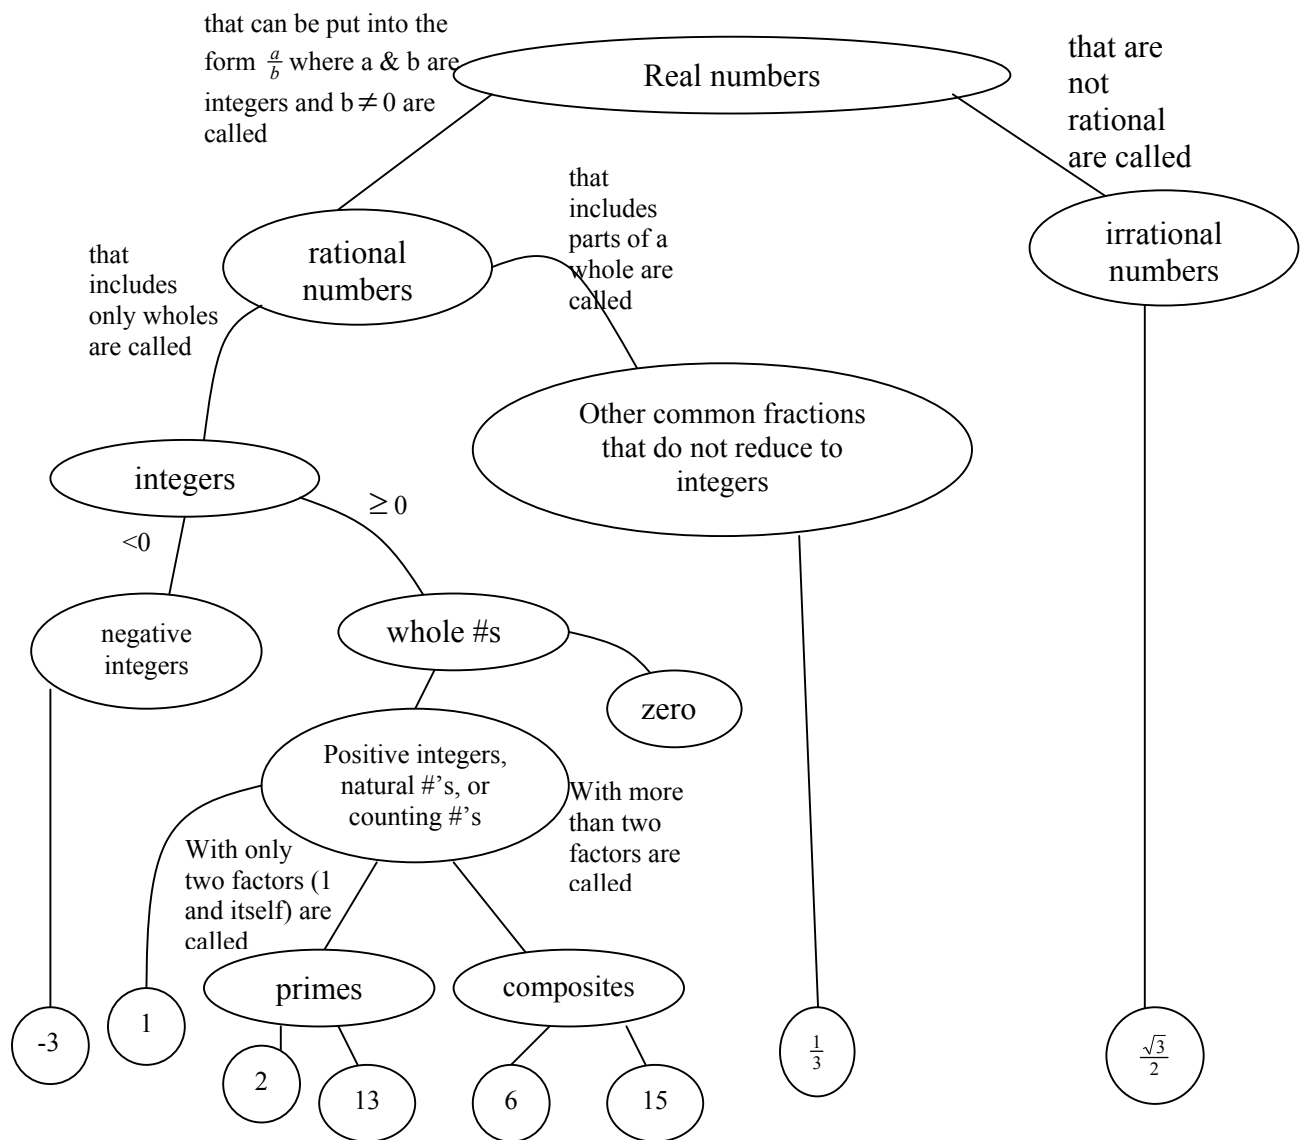 that can be put into the
form a/b where a & b are
integers and b ≠ 0 are
called
Real numbers
that are
not
rational
are called
that
includes
parts of a
whole are
called
rational
numbers
irrational
numbers
that
includes
only wholes
are called
Other common fractions
that do not reduce to
integers
integers
≥ 0
<0
negative
integers
whole #s
zero
Positive integers,
natural #'s, or
counting #'s
With more
than two
factors are
called
With only
two factors (1
and itself) are
called
primes
composites
-3
1
2
13
6
15
1/3
√3/2